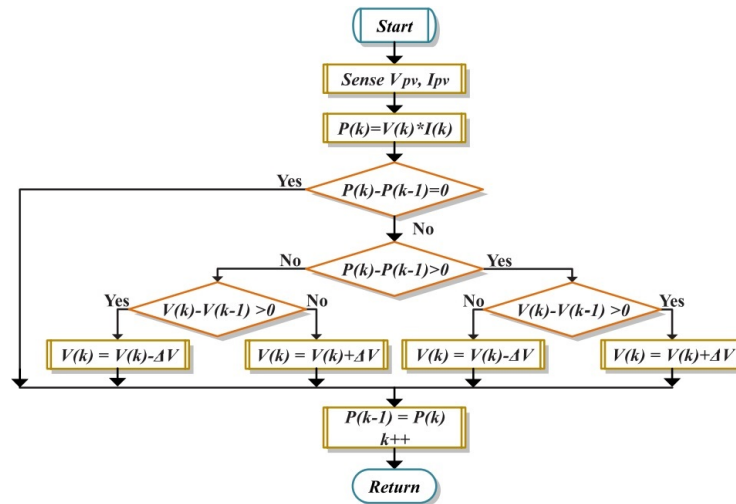 Start
Sense Vpv, Ipv
P(k)=V(k)*I(k)
Yes
P(k)-P(k-1)=0
No
No
P(k)-P(k-1)>0
Yes
Yes
V(k)-V(k-1) >0
No
No
V(k)-V(k-1) >0
Yes
V(k) = V(k)-ΔV
V(k) = V(k)+ΔV
V(k) = V(k)-ΔV
V(k) = V(k)+ΔV
P(k-1) = P(k)
k++
Return